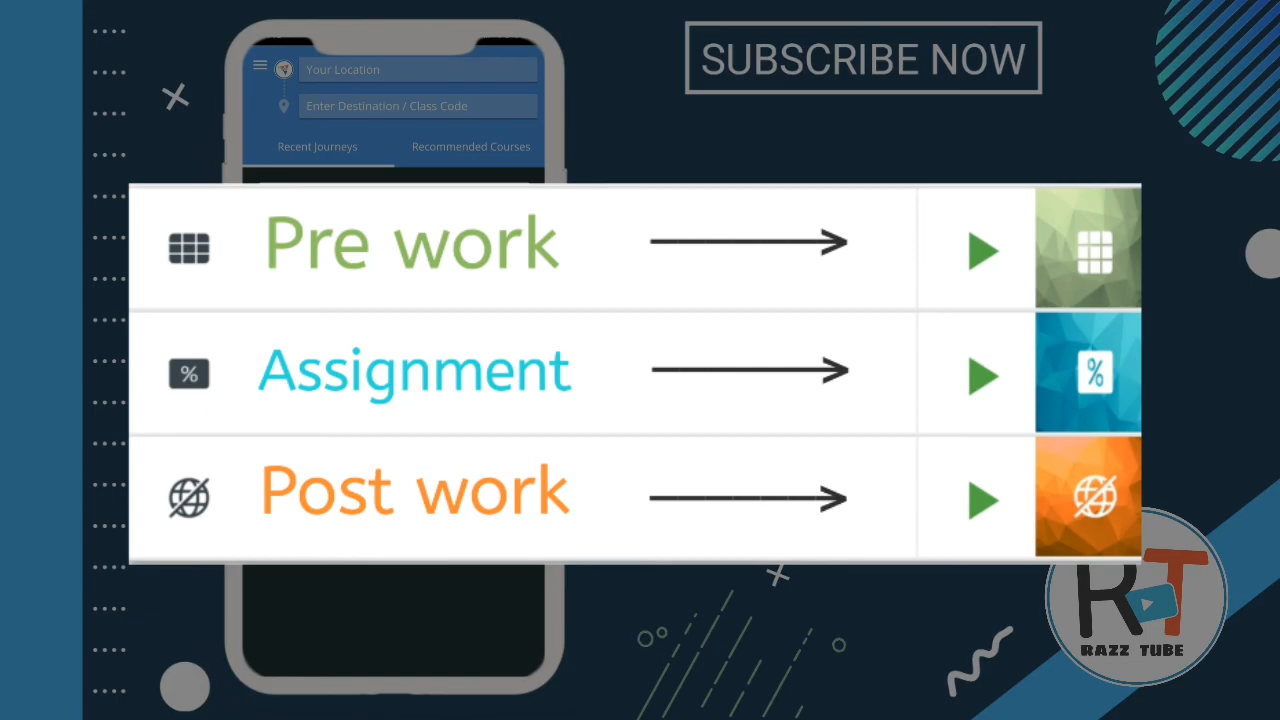 SUBSCRIBE NOW
Your Location
Enter Destination / Class Code
Recent Journeys
Recommended Courses
Pre work
%
%
Assignment
Post work
RT
RAZZ TUBE